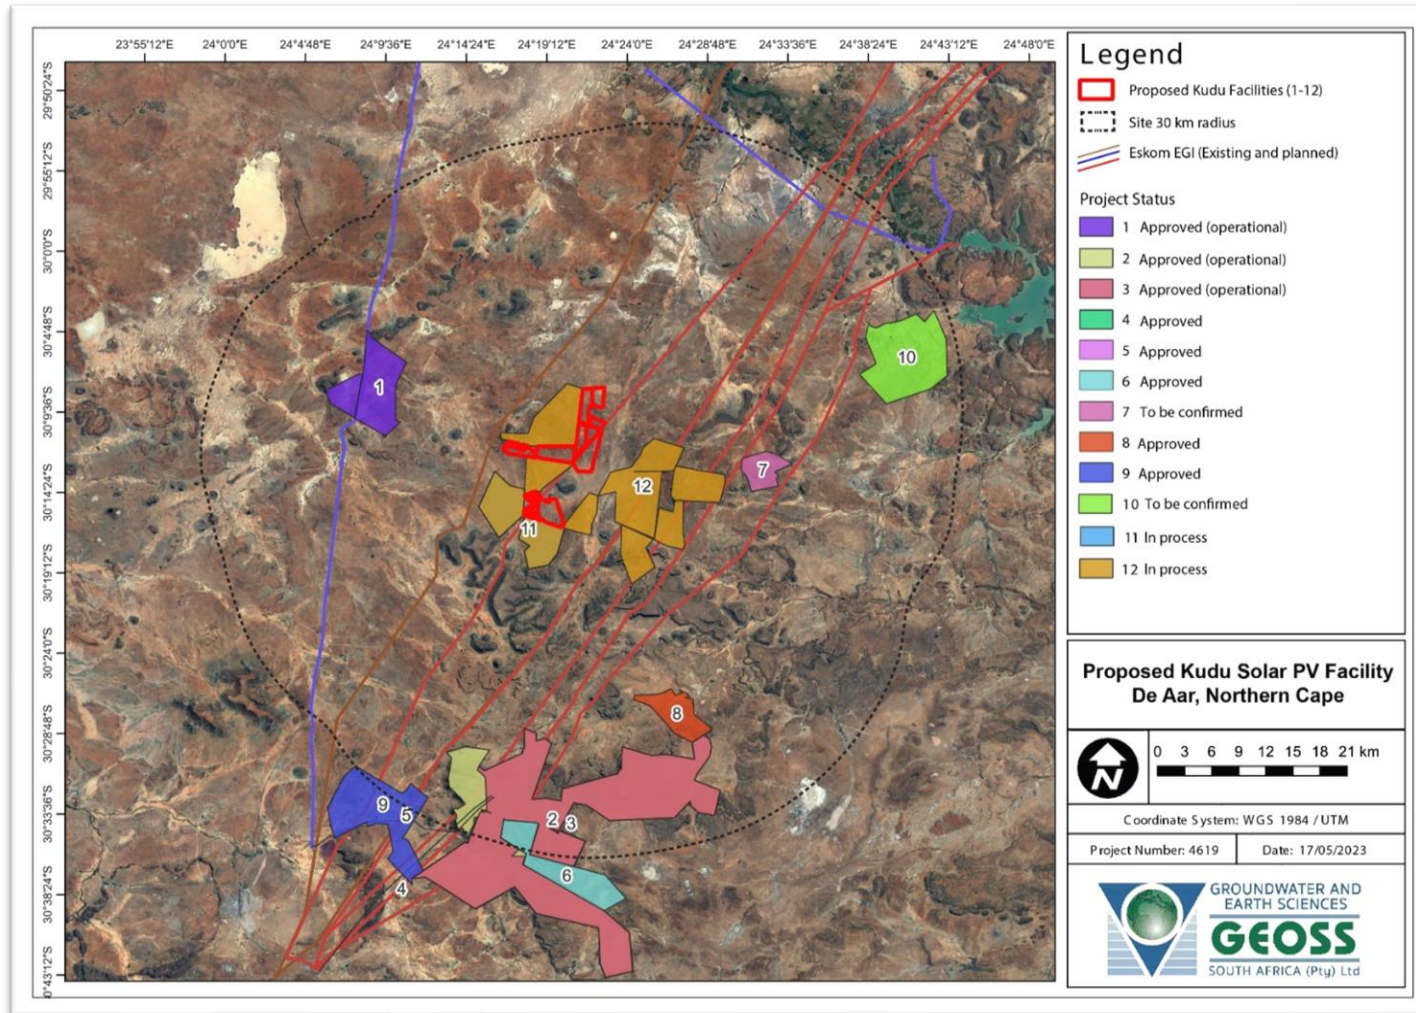 23°55'12"E 24°0'0"E 24°4'48"E 24°9'36"E 24°14'24"E 24°19'12"E 24°24'0"E 24°28'48"E 24°33'36"E 24°38'24"E 24°43'12"E 24°48'0"E
29°50'24"S
29°55'12"S
30°0'0"S
30°4'48"S
30°9'36"S
30°14'24"S
30°19'12"S
30°24'0"S
30°28'48"S
30°33'36"S
30°38'24"S
0°43'12"S
1
10
7
12
11
8
9
5
2
3
6
4
Legend
Proposed Kudu Facilities (1-12)
Site 30 km radius
Eskom EGI (Existing and planned)
Project Status
1 Approved (operational)
2 Approved (operational)
3 Approved (operational)
4 Approved
5 Approved
6 Approved
7 To be confirmed
8 Approved
9 Approved
10 To be confirmed
11 In process
12 In process
Proposed Kudu Solar PV Facility
De Aar, Northern Cape
N
0 3 6 9 12 15 18 21 km
Coordinate System: WGS 1984 / UTM
Project Number: 4619
Date: 17/05/2023
GROUNDWATER AND
EARTH SCIENCES
GEOSS
SOUTH AFRICA (Pty) Ltd